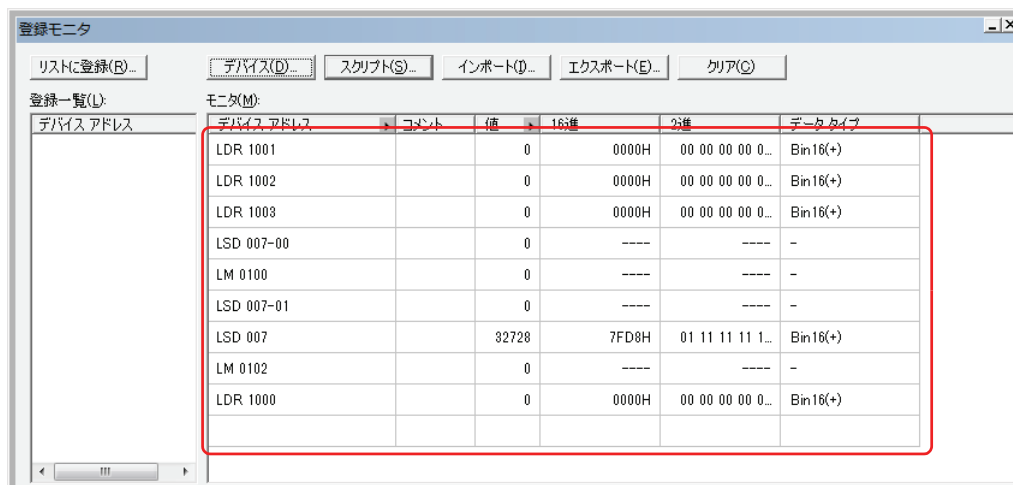 登録モニタ
リストに登録(R)... デバイス(D)... スクリプト(S)... インポート(I)... エクスポート(E)... クリア(C)
登録一覧(L): モニタ(M):
デバイス アドレス デバイス アドレス コメント 値 16進 2進 データ タイプ
LDR 1001 0 0000H 00 00 00 00 0... Bin16(+)
LDR 1002 0 0000H 00 00 00 00 0... Bin16(+)
LDR 1003 0 0000H 00 00 00 00 0... Bin16(+)
LSD 007-00 0 ---- ---- -
LM 0100 0 ---- ---- -
LSD 007-01 0 ---- ---- -
LSD 007 32728 7FD8H 01 11 11 11 1... Bin16(+)
LM 0102 0 ---- ---- -
LDR 1000 0 0000H 00 00 00 00 0... Bin16(+)